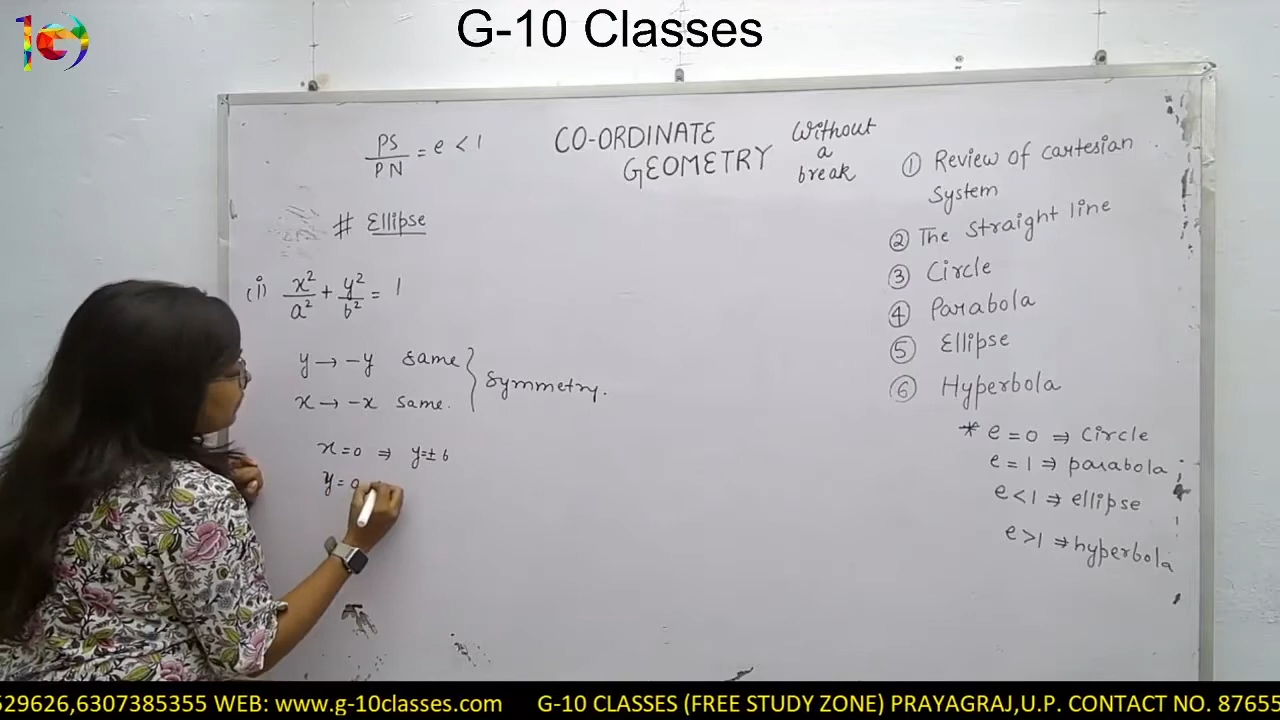 G-10 Classes
PS/PN = e < 1
CO-ORDINATE
GEOMETRY
Without
a
break
# Ellipse
(i) x²/a² + y²/b² = 1
y → -y same
x → -x same.
Symmetry.
x = 0 ⇒ y = ± b
y = 0
① Review of cartesian
system
② The straight line
③ Circle
④ Parabola
⑤ Ellipse
⑥ Hyperbola
* e = 0 ⇒ Circle
e = 1 ⇒ parabola
e < 1 ⇒ ellipse
e > 1 ⇒ hyperbola
529626,6307385355 WEB: www.g-10classes.com G-10 CLASSES (FREE STUDY ZONE) PRAYAGRAJ,U.P. CONTACT NO. 87655